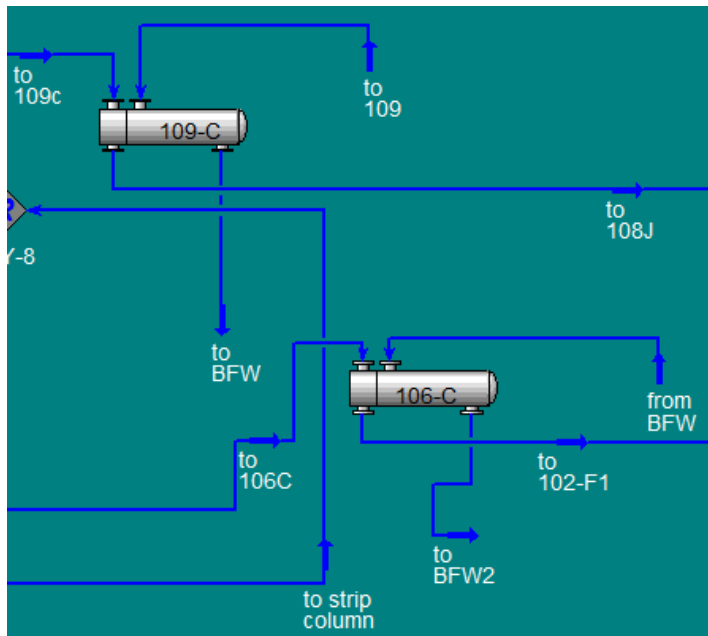 to
109c
to
109
109-C
to
108J
Y-8
to
BFW
106-C
from
BFW
to
106C
to
102-F1
to
BFW2
to strip
column